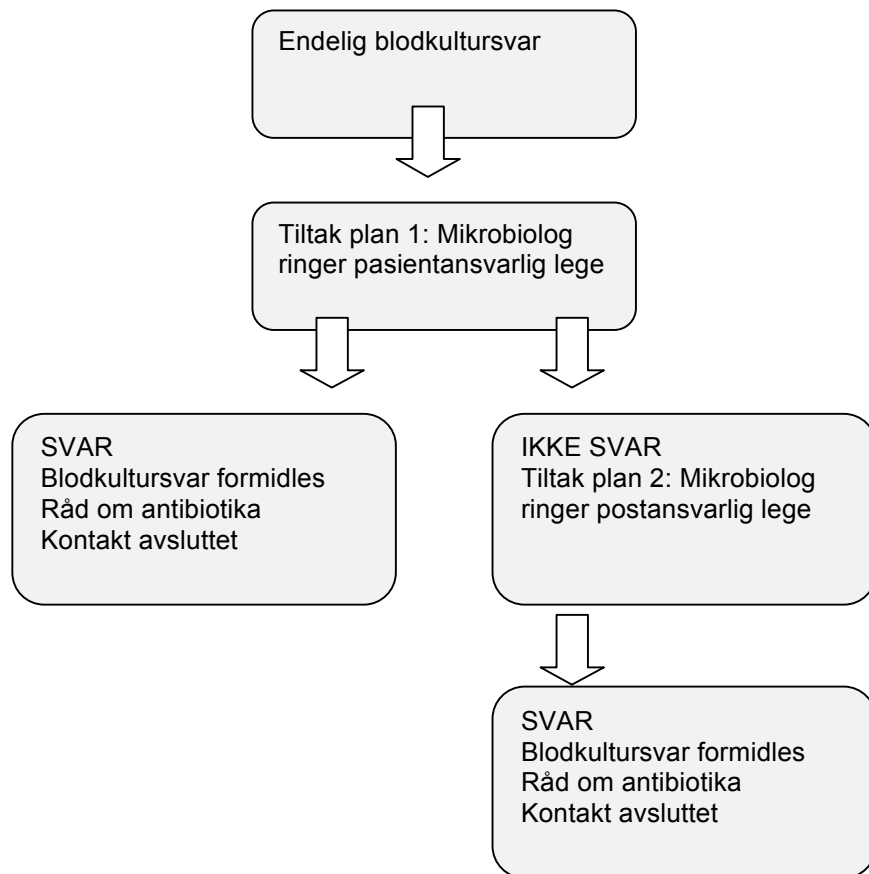 Endelig blodkultursvar
Tiltak plan 1: Mikrobiolog
ringer pasientansvarlig lege
SVAR
Blodkultursvar formidles
Råd om antibiotika
Kontakt avsluttet
IKKE SVAR
Tiltak plan 2: Mikrobiolog
ringer postansvarlig lege
SVAR
Blodkultursvar formidles
Råd om antibiotika
Kontakt avsluttet